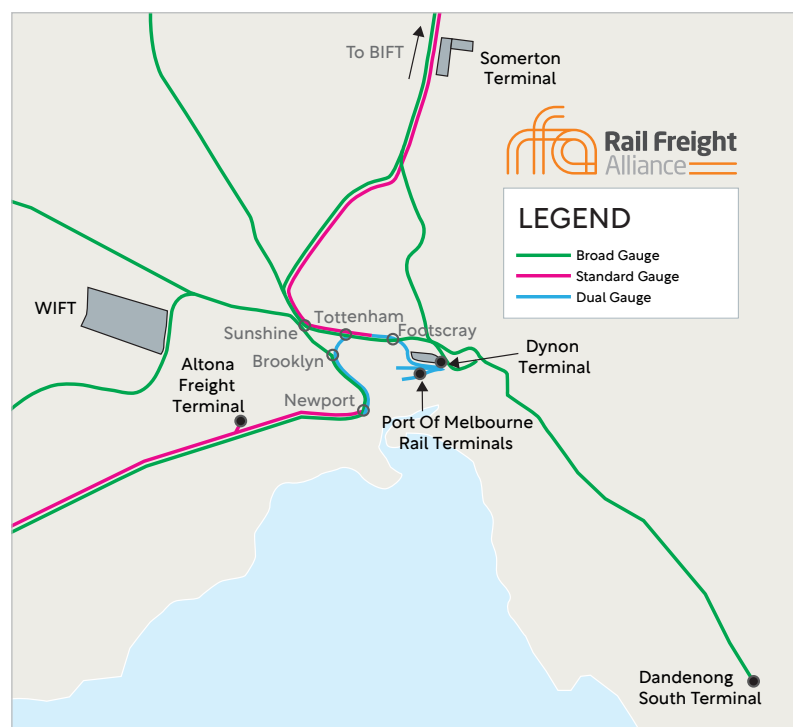 To BIFT
Somerton
Terminal
rfa
Rail Freight
Alliance
LEGEND
Broad Gauge
Standard Gauge
Dual Gauge
WIFT
Tottenham
Sunshine
Footscray
Brooklyn
Dynon
Terminal
Altona
Freight
Terminal
Newport
Port Of Melbourne
Rail Terminals
Dandenong
South Terminal